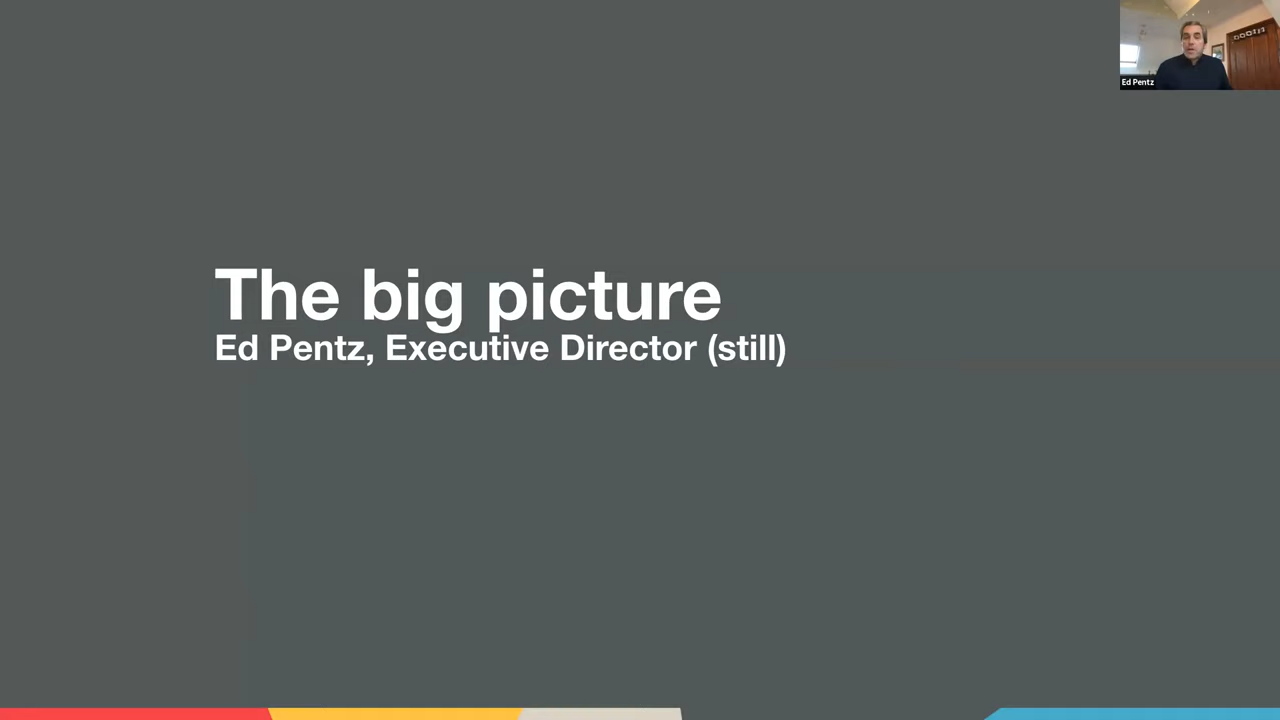 Ed Pentz
The big picture
Ed Pentz, Executive Director (still)